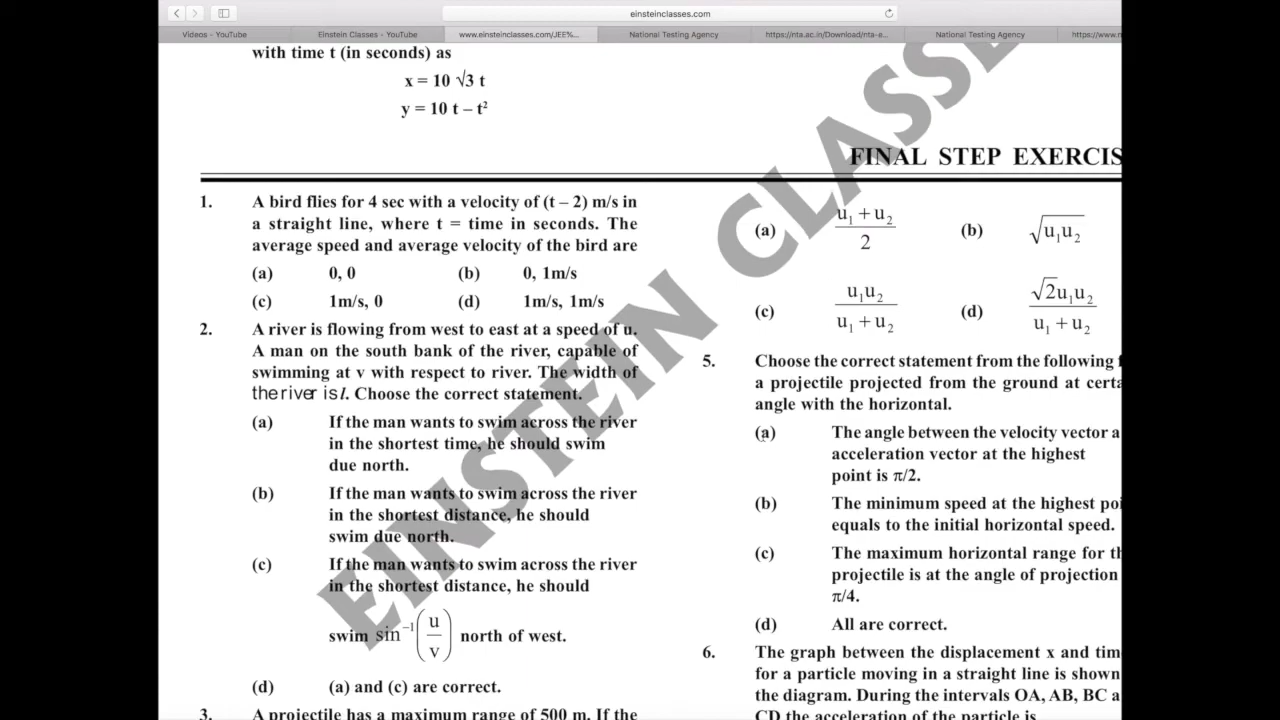 einsteinclasses.com
Videos - YouTube
Einstein Classes - YouTube
www.einsteinclasses.com/JEE%...
National Testing Agency
https://nta.ac.in/Download/nta-e...
National Testing Agency
https://www.n
with time t (in seconds) as
x = 10 √3 t
y = 10 t – t²
FINAL STEP EXERCIS
1. A bird flies for 4 sec with a velocity of (t – 2) m/s in
a straight line, where t = time in seconds. The
average speed and average velocity of the bird are
(a) 0, 0 (b) 0, 1m/s
(c) 1m/s, 0 (d) 1m/s, 1m/s
2. A river is flowing from west to east at a speed of u.
A man on the south bank of the river, capable of
swimming at v with respect to river. The width of
the river is l. Choose the correct statement.
(a) If the man wants to swim across the river
in the shortest time, he should swim
due north.
(b) If the man wants to swim across the river
in the shortest distance, he should
swim due north.
(c) If the man wants to swim across the river
in the shortest distance, he should
swim sin⁻¹(u/v) north of west.
(d) (a) and (c) are correct.
3. A projectile has a maximum range of 500 m. If the
(a) (u₁ + u₂)/2 (b) √(u₁u₂)
(c) u₁u₂/(u₁ + u₂) (d) √2u₁u₂/(u₁ + u₂)
5. Choose the correct statement from the following f
a projectile projected from the ground at certa
angle with the horizontal.
(a) The angle between the velocity vector a
acceleration vector at the highest
point is π/2.
(b) The minimum speed at the highest poi
equals to the initial horizontal speed.
(c) The maximum horizontal range for th
projectile is at the angle of projection
π/4.
(d) All are correct.
6. The graph between the displacement x and tim
for a particle moving in a straight line is shown
the diagram. During the intervals OA, AB, BC a
CD the acceleration of the particle is
EINSTEIN CLASSE